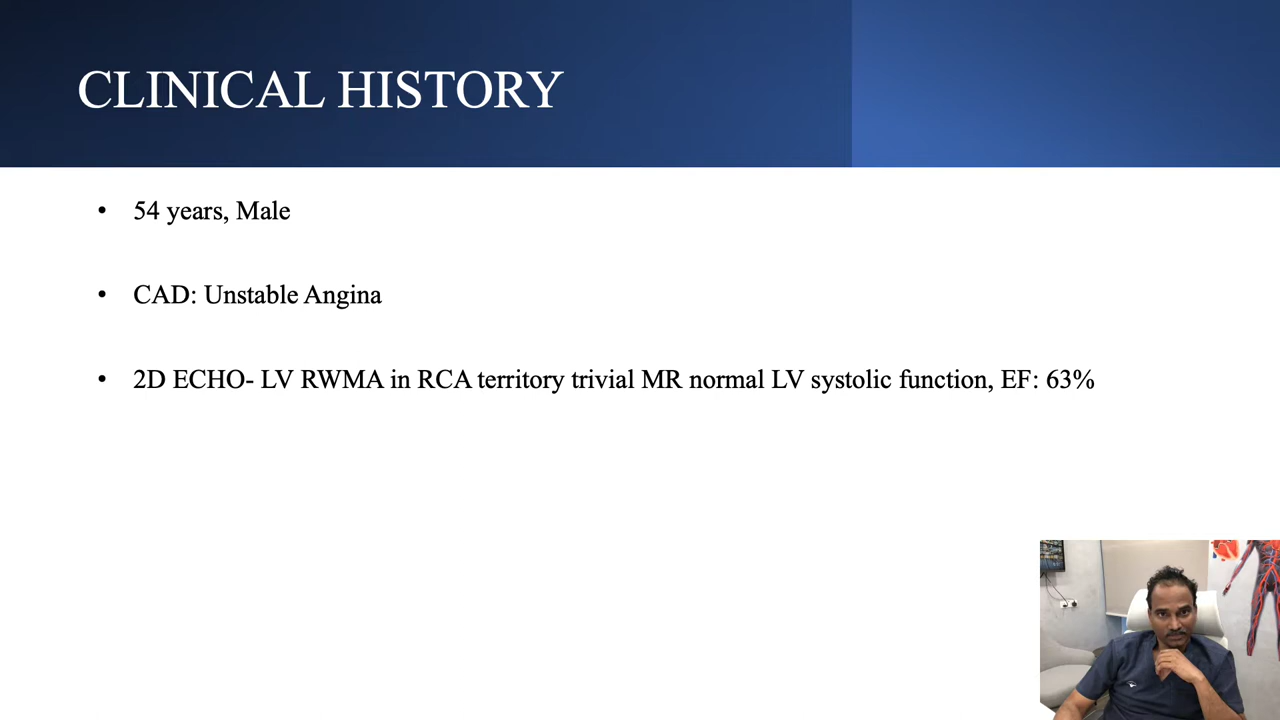 CLINICAL HISTORY
• 54 years, Male
• CAD: Unstable Angina
• 2D ECHO- LV RWMA in RCA territory trivial MR normal LV systolic function, EF: 63%